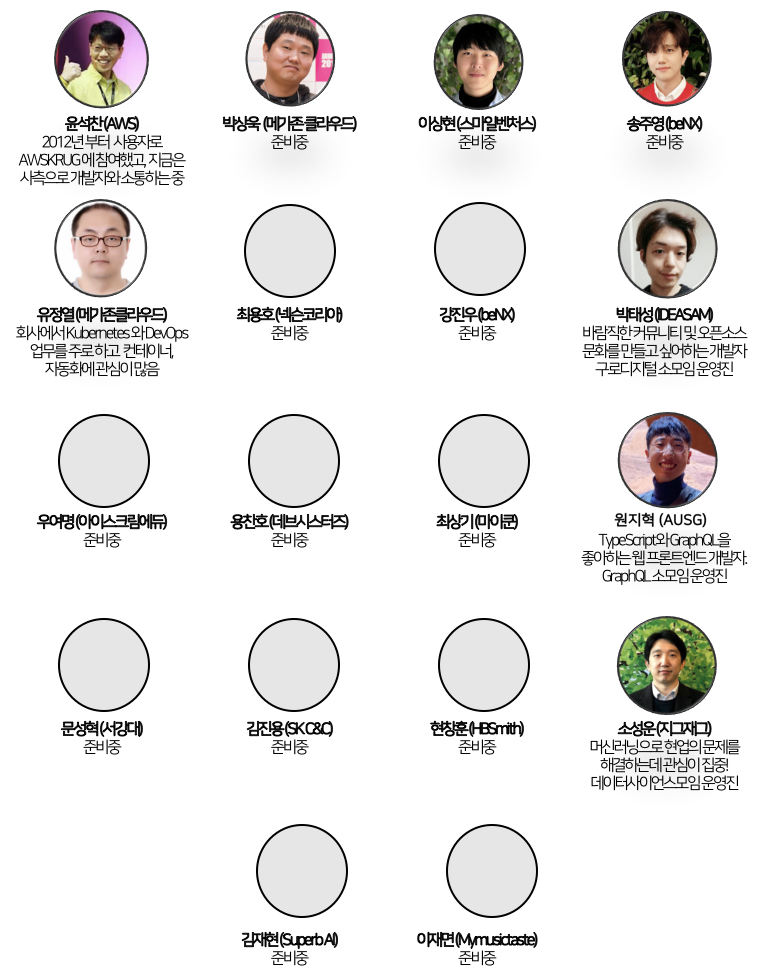 윤석찬 (AWS)
2012년 부터 사용자로
AWSKRUG에 참여했고, 지금은
사측으로 개발자와 소통하는 중
박상욱 (메가존 클라우드)
준비중
이상현 (스마일벤처스)
준비중
송주영 (beNX)
준비중
유정열 (메가존클라우드)
회사에서 Kubernetes 와 DevOps
업무를 주로 하고 컨테이너,
자동화에 관심이 많음
최용호 (넥슨코리아)
준비중
강진우 (beNX)
준비중
박태성 (IDEASAM)
바람직한 커뮤니티 및 오픈소스
문화를 만들고 싶어하는 개발자
구로디지털 소모임 운영진
우여명 (아이스크림에듀)
준비중
용찬호 (데브시스터즈)
준비중
최상기 (미이쿤)
준비중
원지혁 (AUSG)
TypeScript와 GraphQL을
좋아하는 웹 프론트엔드 개발자.
GraphQL 소모임 운영진
문성혁 (서강대)
준비중
김진용 (SK C&C)
준비중
현창훈 (HBSmith)
준비중
소성운 (지그재그)
머신러닝으로 현업의 문제를
해결하는데 관심이 집중!
데이터사이언스모임 운영진
김재현 (Superb AI)
준비중
이재면 (Mymusictaste)
준비중